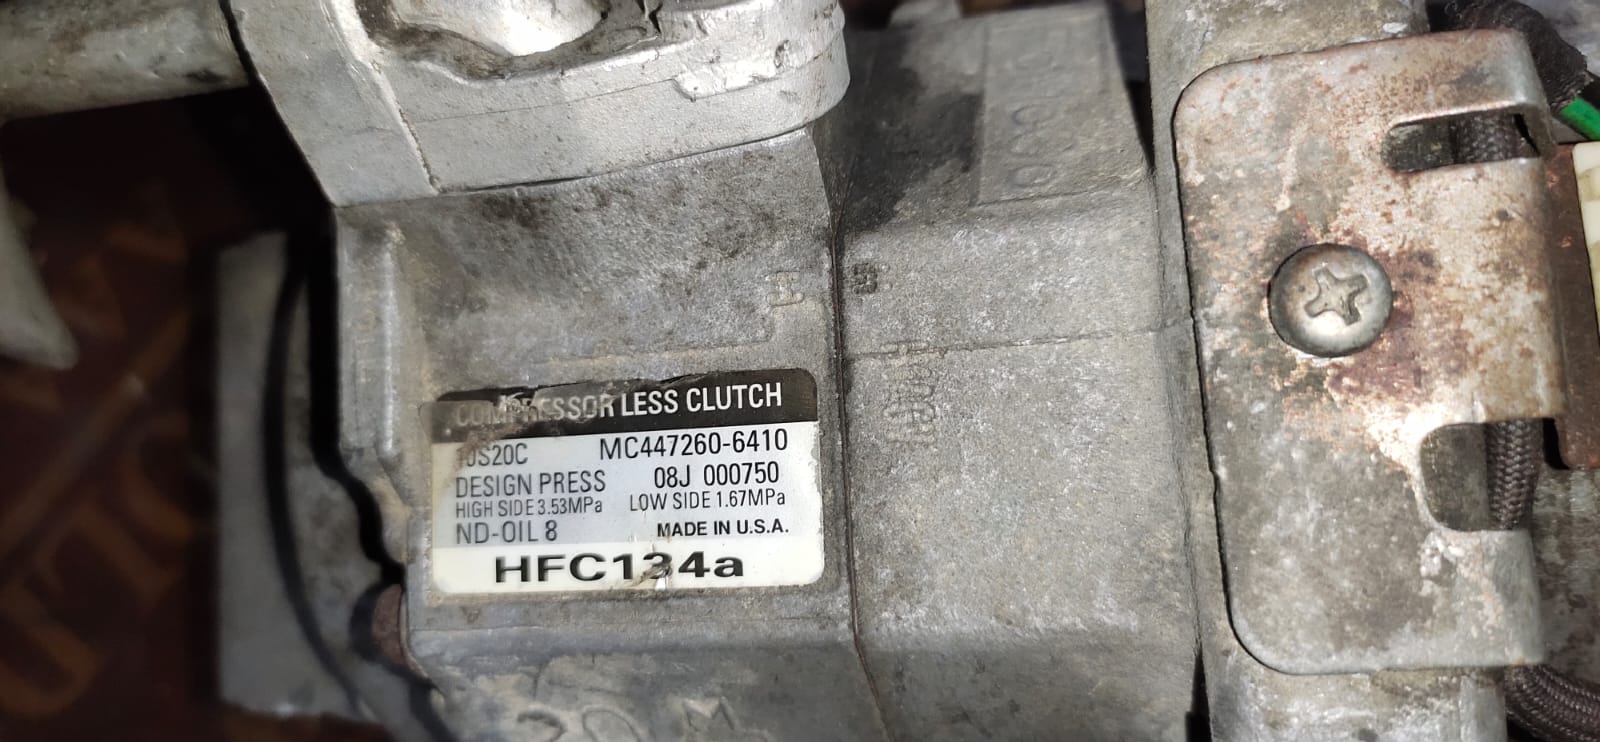 COMPRESSOR LESS CLUTCH
10S20C MC447260-6410
DESIGN PRESS 08J 000750
HIGH SIDE 3.53MPa LOW SIDE 1.67MPa
ND-OIL 8 MADE IN U.S.A.
HFC134a